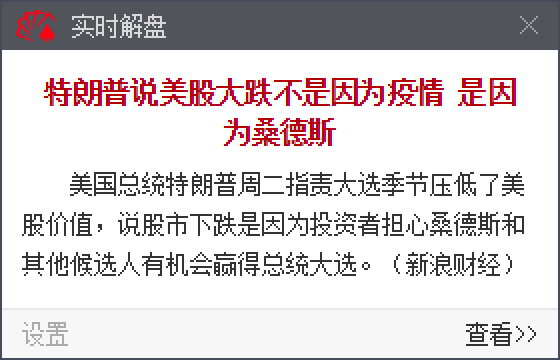 实时解盘
特朗普说美股大跌不是因为疫情 是因
为桑德斯
美国总统特朗普周二指责大选季节压低了美
股价值，说股市下跌是因为投资者担心桑德斯和
其他候选人有机会赢得总统大选。（新浪财经）
设置
查看>>